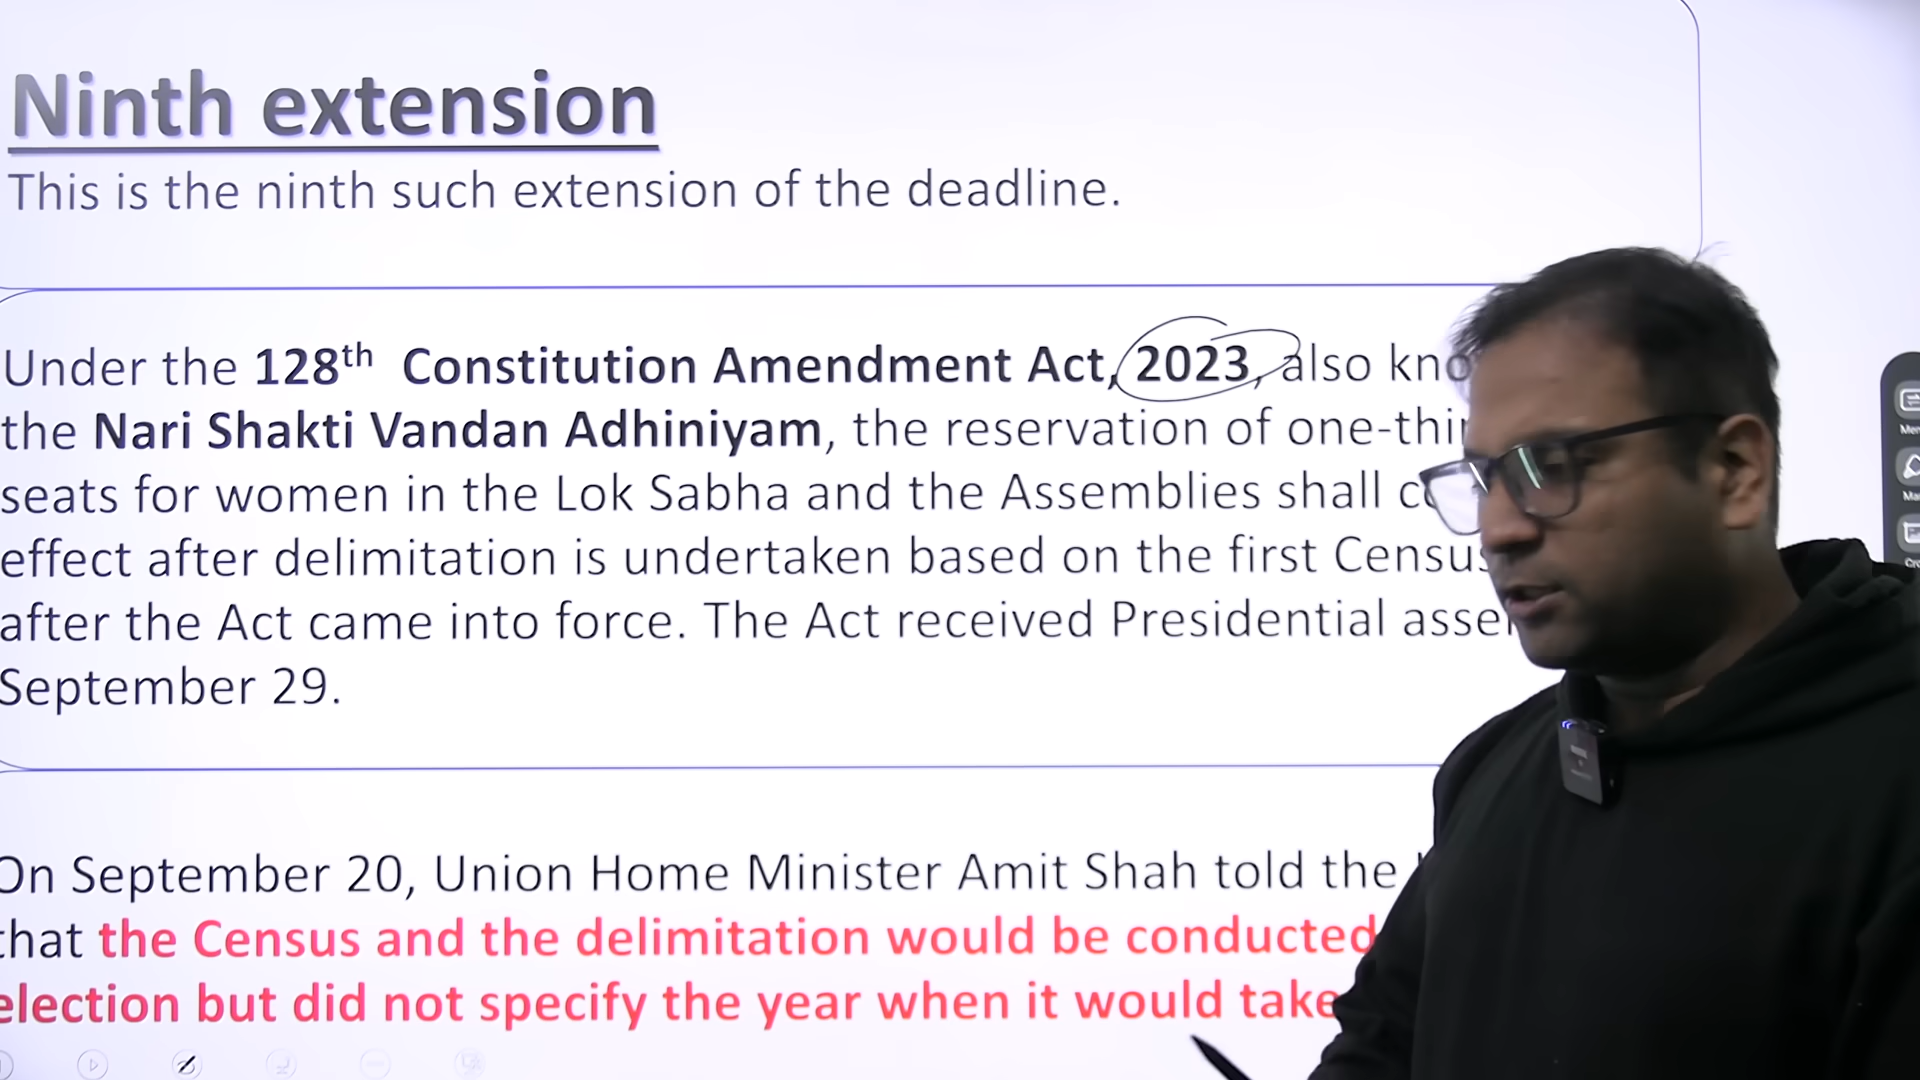 Ninth extension
This is the ninth such extension of the deadline.
Under the 128th Constitution Amendment Act, 2023, also
the Nari Shakti Vandan Adhiniyam, the reservation of
seats for women in the Lok Sabha and the Assemblies shall
effect after delimitation is undertaken based on the first Census
after the Act came into force. The Act received Presidential
September 29.
On September 20, Union Home Minister Amit Shah told the
that the Census and the delimitation would be conducted
election but did not specify the year when it would take